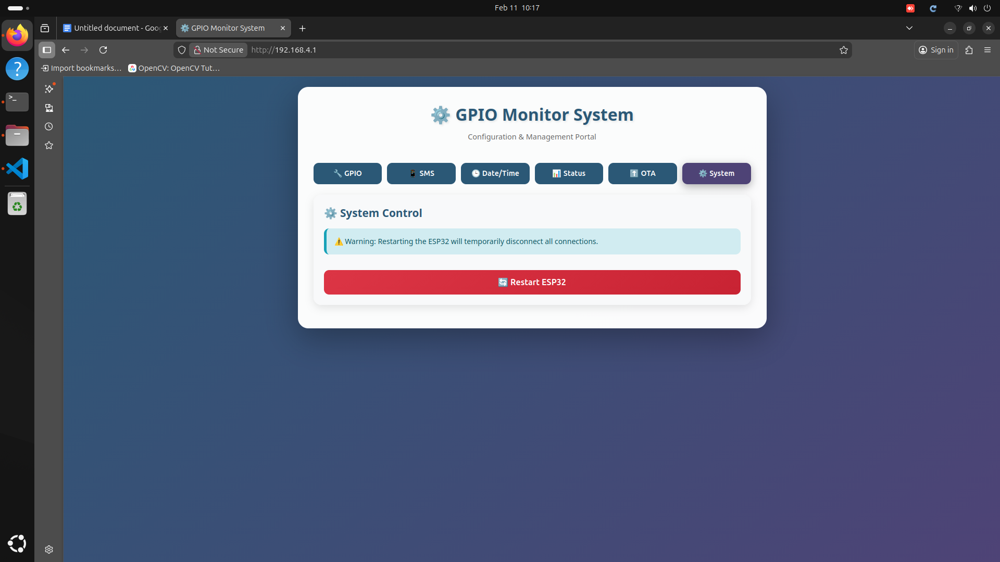 Feb 11 10:17
Untitled document - Goog
GPIO Monitor System
Not Secure
http://192.168.4.1
Sign in
Import bookmarks...
OpenCV: OpenCV Tut...
⚙️ GPIO Monitor System
Configuration & Management Portal
🔧 GPIO
📱 SMS
🕒 Date/Time
📊 Status
⬆️ OTA
⚙️ System
⚙️ System Control
⚠️ Warning: Restarting the ESP32 will temporarily disconnect all connections.
🔄 Restart ESP32